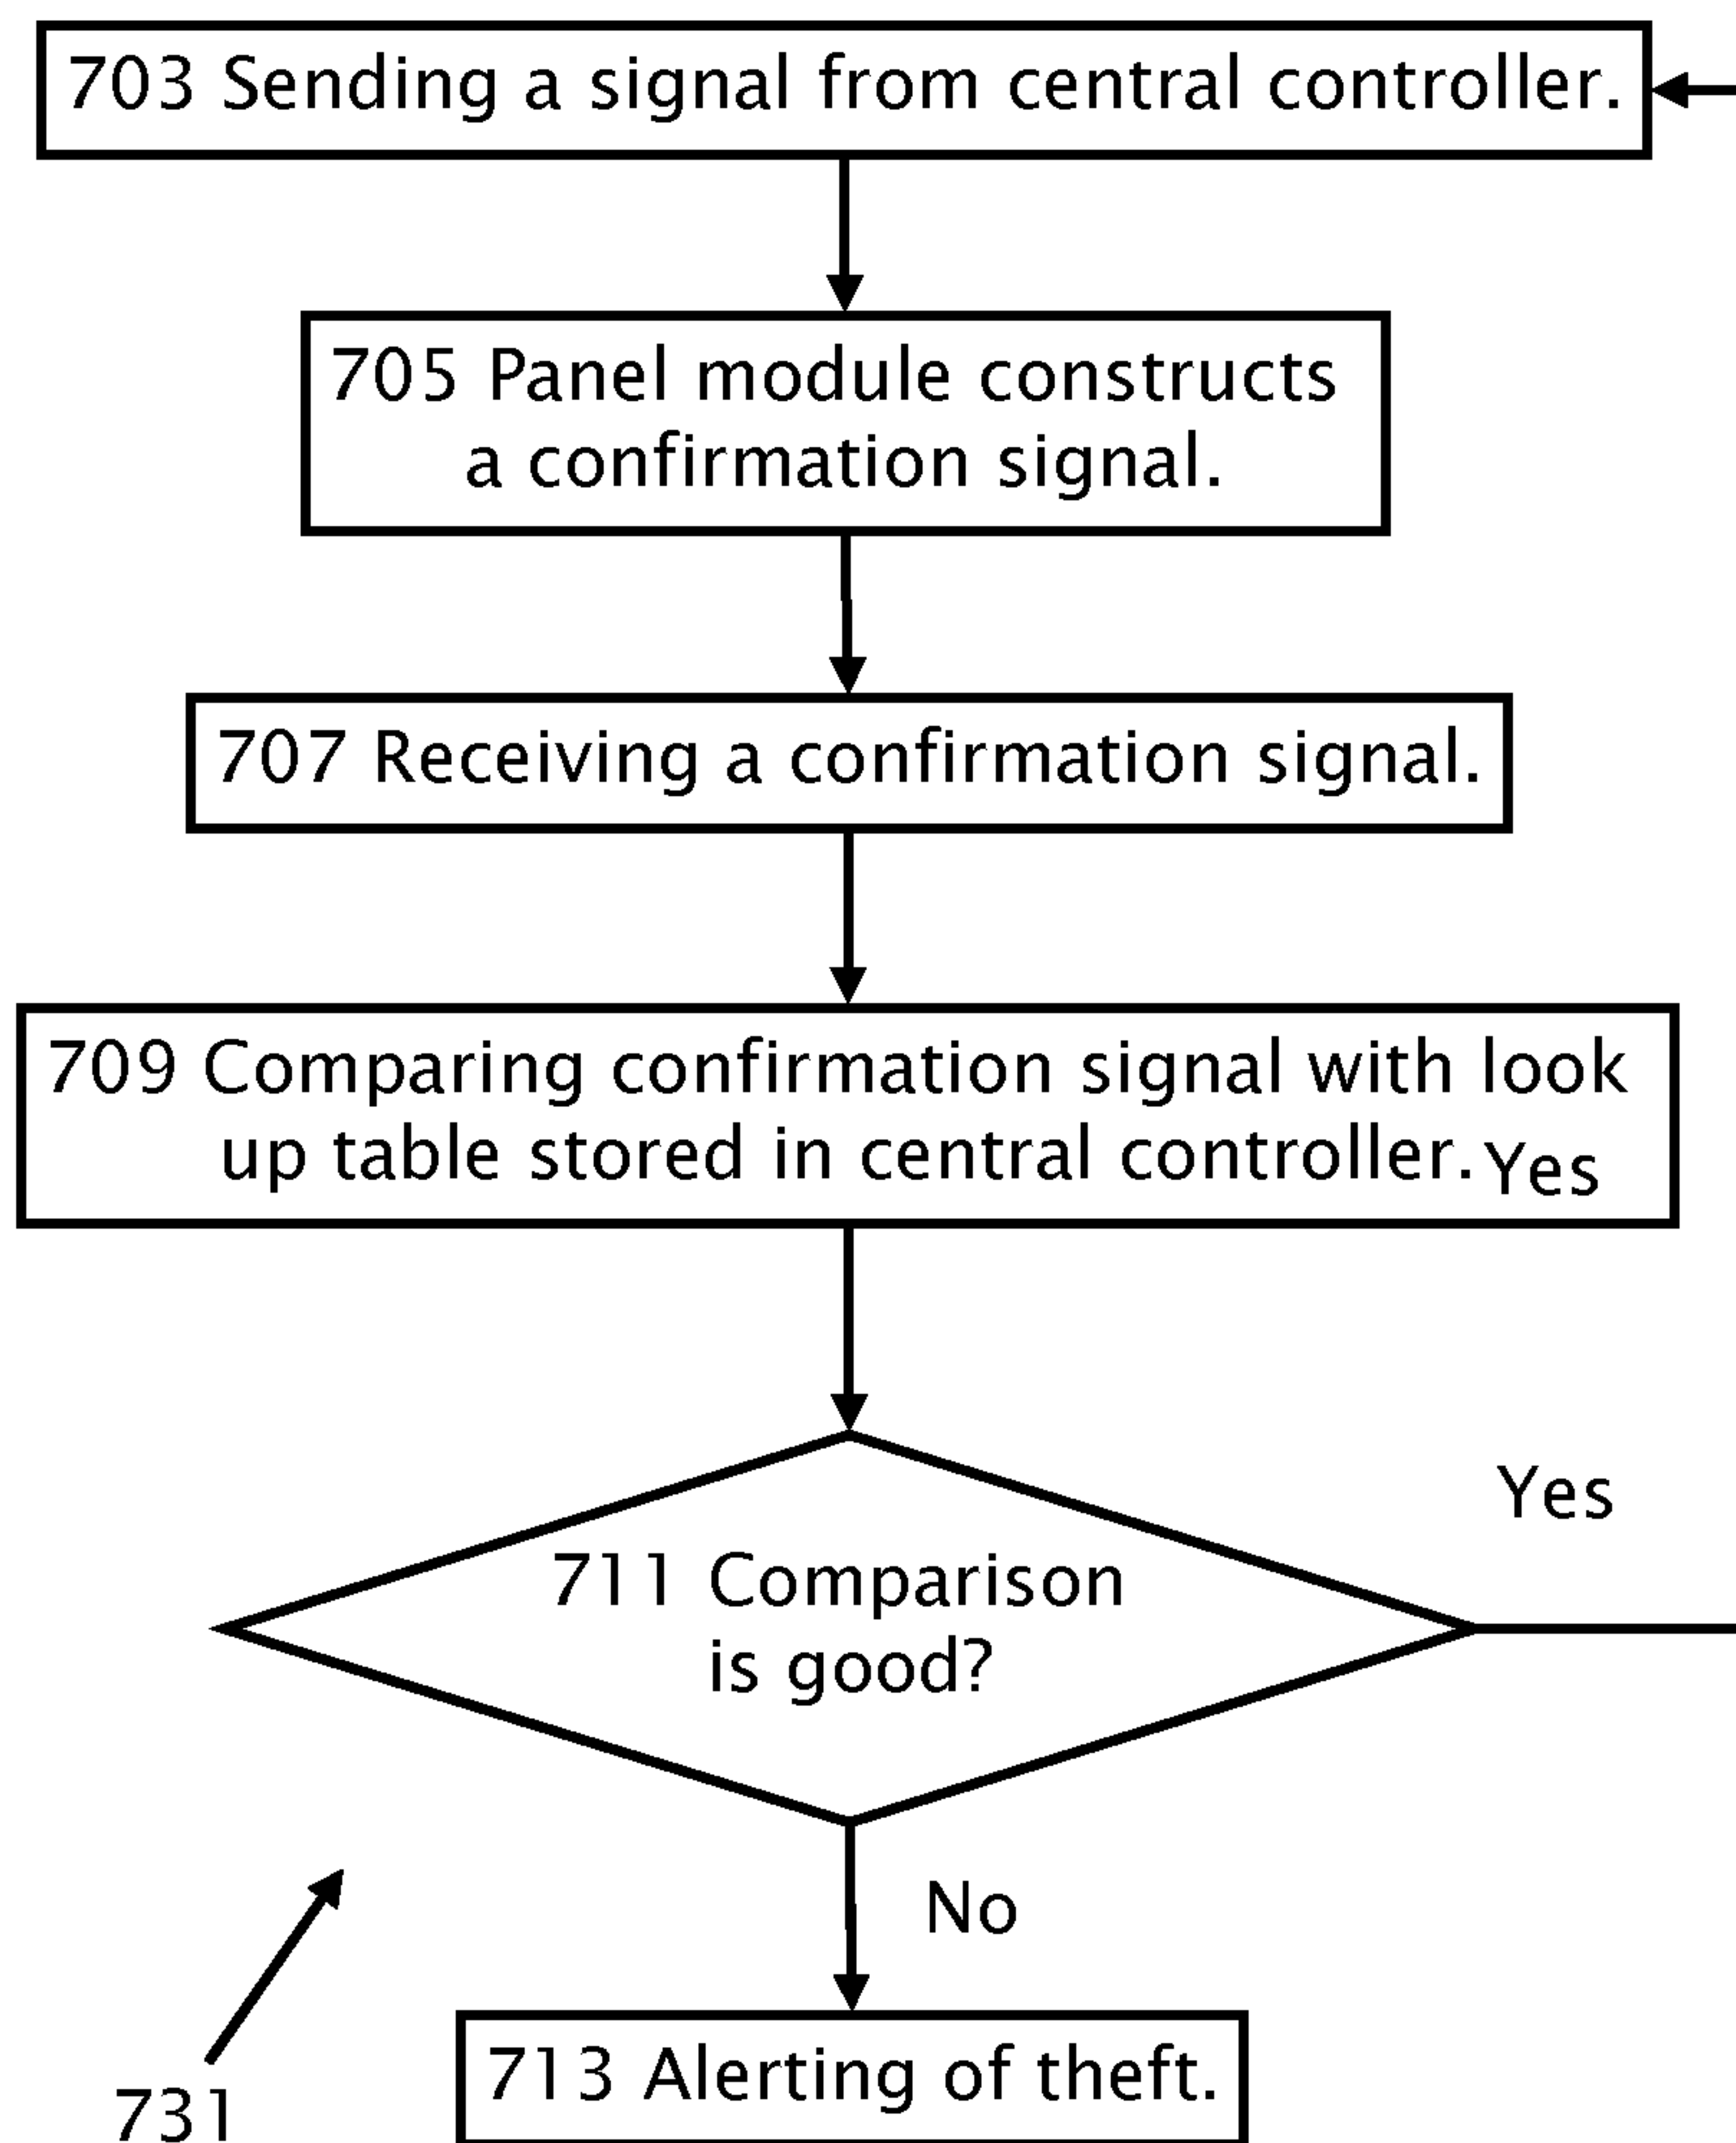 703 Sending a signal from central controller.
705 Panel module constructs
a confirmation signal.
707 Receiving a confirmation signal.
709 Comparing confirmation signal with look
up table stored in central controller. Yes
Yes
711 Comparison
is good?
No
713 Alerting of theft.
731